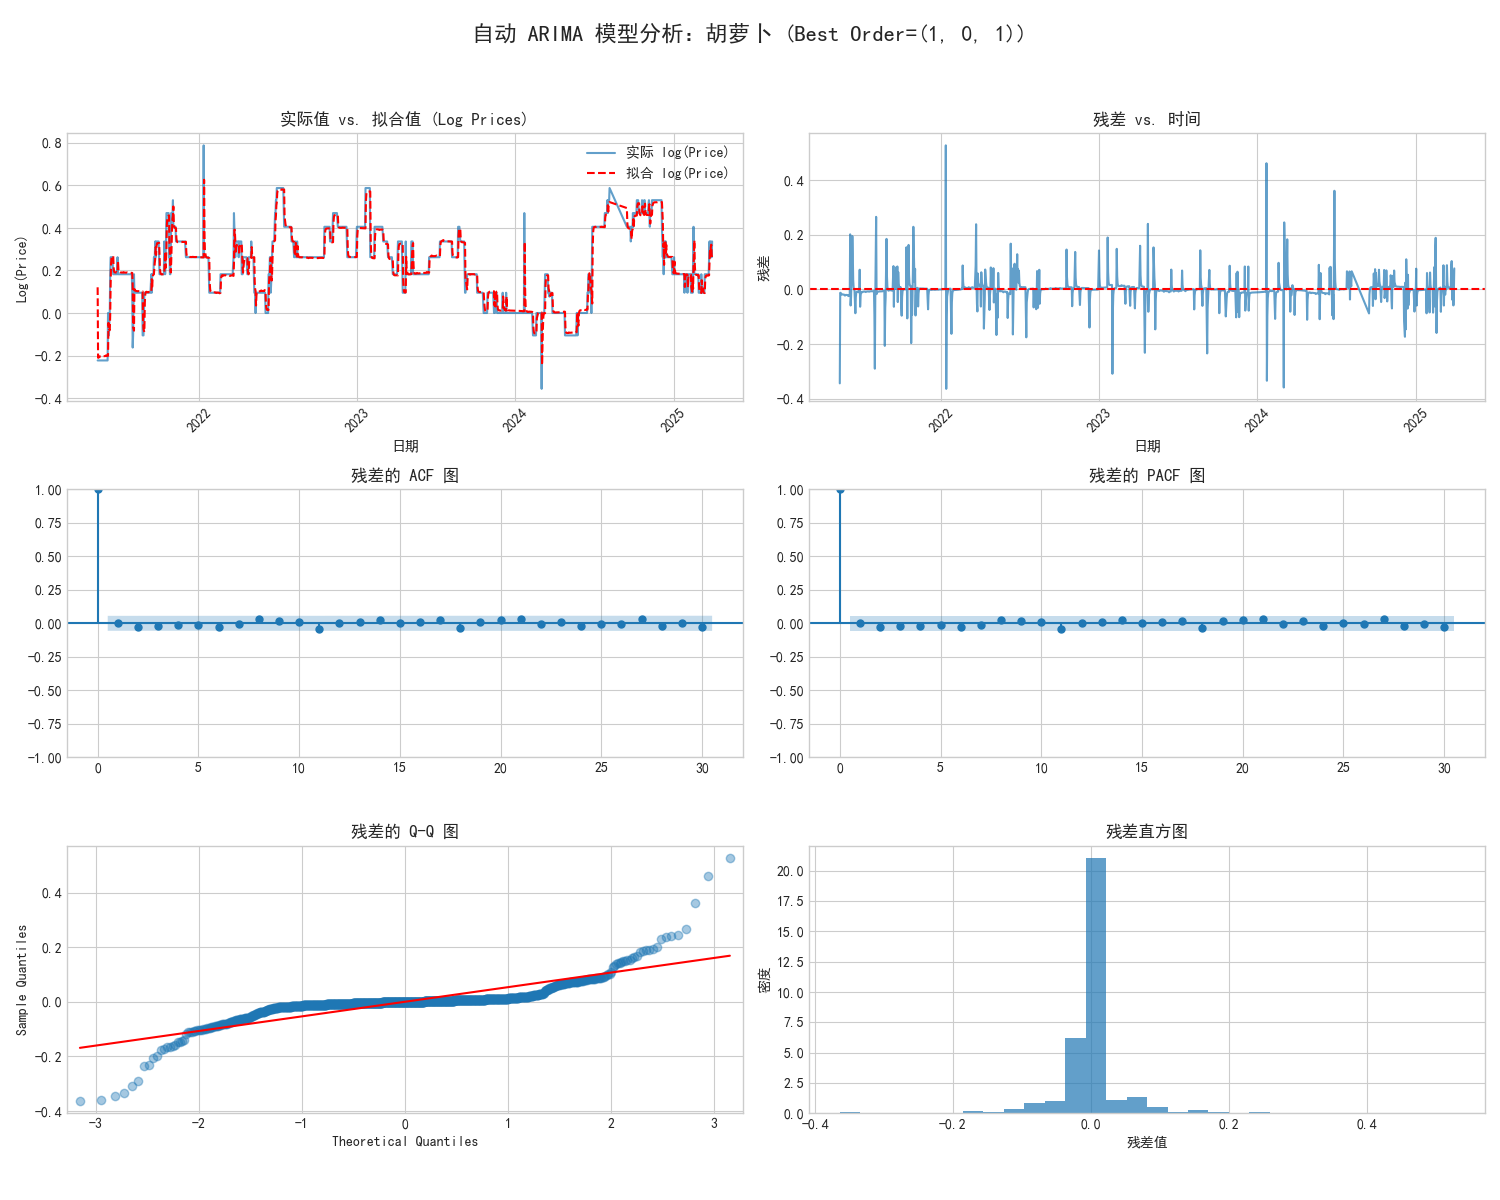 自动 ARIMA 模型分析：胡萝卜 (Best Order=(1, 0, 1))
实际值 vs. 拟合值 (Log Prices)
Log(Price)
0.8
0.6
0.4
0.2
0.0
−0.2
−0.4
实际 log(Price)
拟合 log(Price)
2022
2023
2024
2025
日期
残差 vs. 时间
残差
0.4
0.2
0.0
−0.2
−0.4
2022
2023
2024
2025
日期
残差的 ACF 图
1.00
0.75
0.50
0.25
0.00
−0.25
−0.50
−0.75
−1.00
0 5 10 15 20 25 30
残差的 PACF 图
1.00
0.75
0.50
0.25
0.00
−0.25
−0.50
−0.75
−1.00
0 5 10 15 20 25 30
残差的 Q-Q 图
Sample Quantiles
0.4
0.2
0.0
−0.2
−0.4
−3 −2 −1 0 1 2 3
Theoretical Quantiles
残差直方图
密度
20.0
17.5
15.0
12.5
10.0
7.5
5.0
2.5
0.0
−0.4 −0.2 0.0 0.2 0.4
残差值